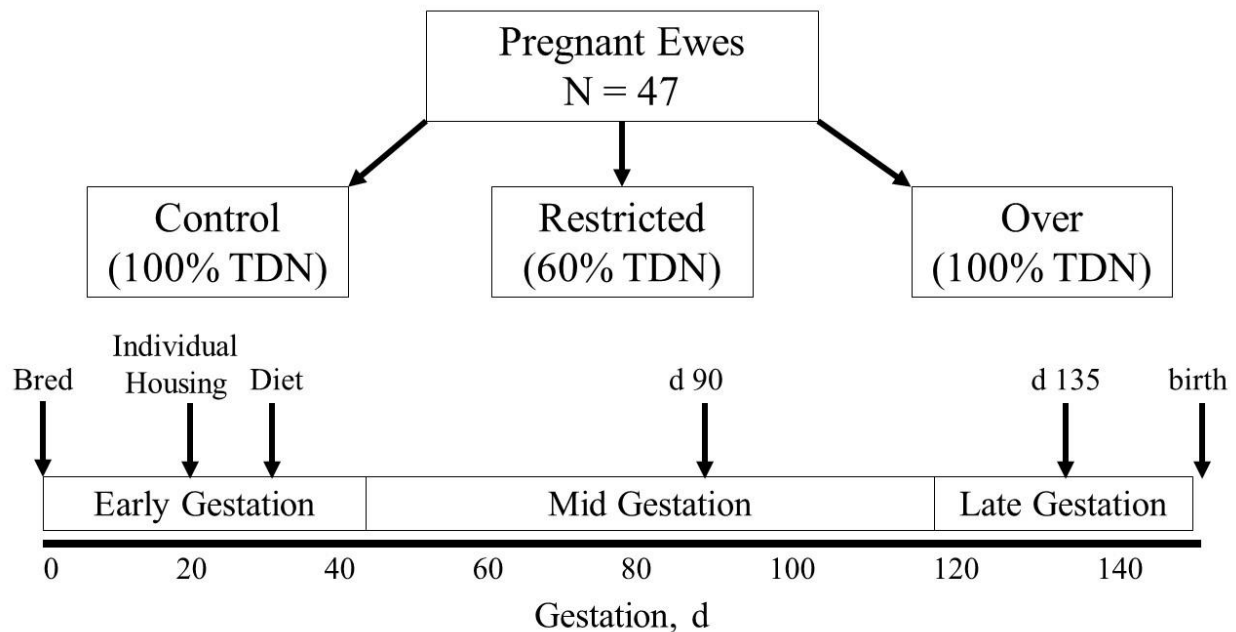 Pregnant Ewes
N = 47
Control
(100% TDN)
Restricted
(60% TDN)
Over
(100% TDN)
Bred
Individual
Housing
Diet
d 90
d 135
birth
Early Gestation
Mid Gestation
Late Gestation
0 20 40 60 80 100 120 140
Gestation, d